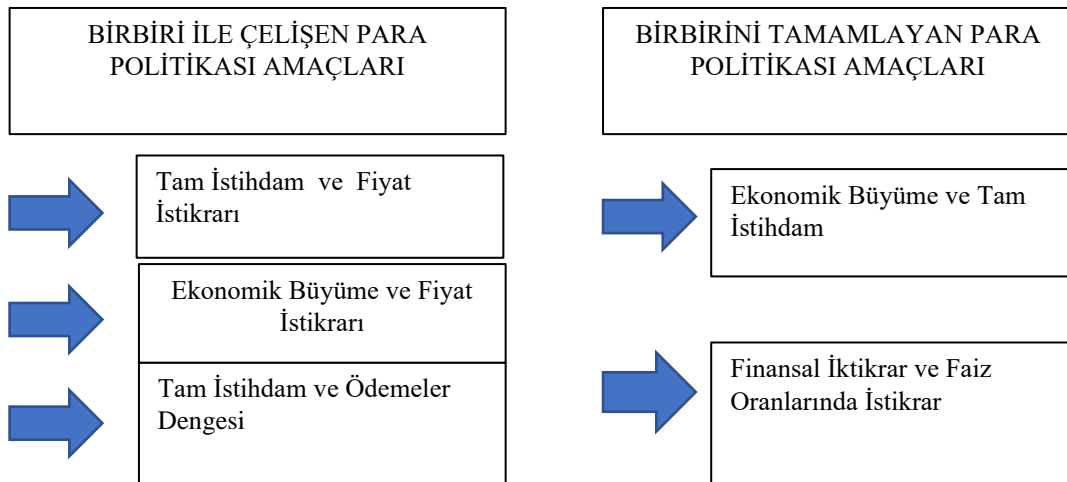 BİRBİRİ İLE ÇELİŞEN PARA
POLİTİKASI AMAÇLARI
Tam İstihdam ve Fiyat
İstikrarı
Ekonomik Büyüme ve Fiyat
İstikrarı
Tam İstihdam ve Ödemeler
Dengesi
BİRBİRİNİ TAMAMLAYAN PARA
POLİTİKASI AMAÇLARI
Ekonomik Büyüme ve Tam
İstihdam
Finansal İktikrar ve Faiz
Oranlarında İstikrar